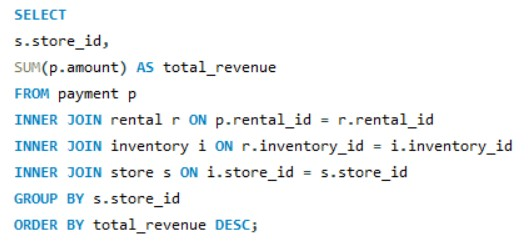 SELECT
s.store_id,
SUM(p.amount) AS total_revenue
FROM payment p
INNER JOIN rental r ON p.rental_id = r.rental_id
INNER JOIN inventory i ON r.inventory_id = i.inventory_id
INNER JOIN store s ON i.store_id = s.store_id
GROUP BY s.store_id
ORDER BY total_revenue DESC;